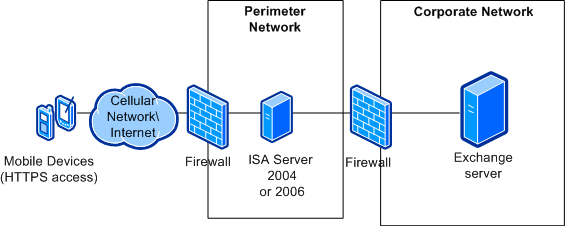 Perimeter
Network
Corporate Network
Cellular
Network\
Internet
Mobile Devices
(HTTPS access)
Firewall
ISA Server
2004
or 2006
Firewall
Exchange
server